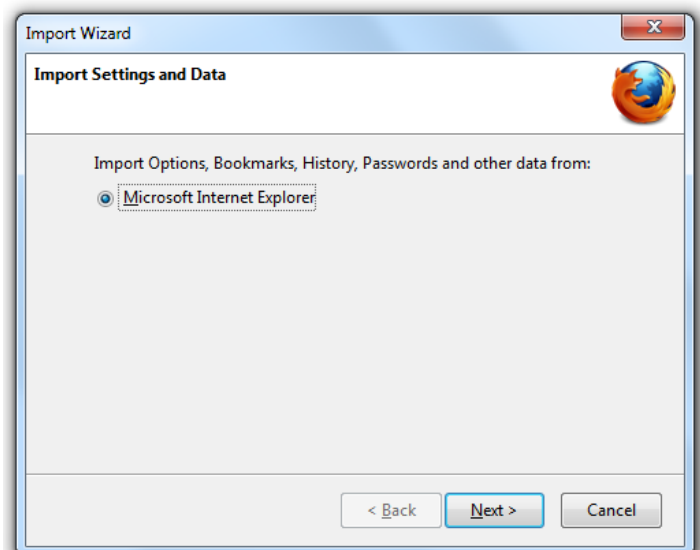 Import Wizard
Import Settings and Data
Import Options, Bookmarks, History, Passwords and other data from:
Microsoft Internet Explorer
< Back Next > Cancel